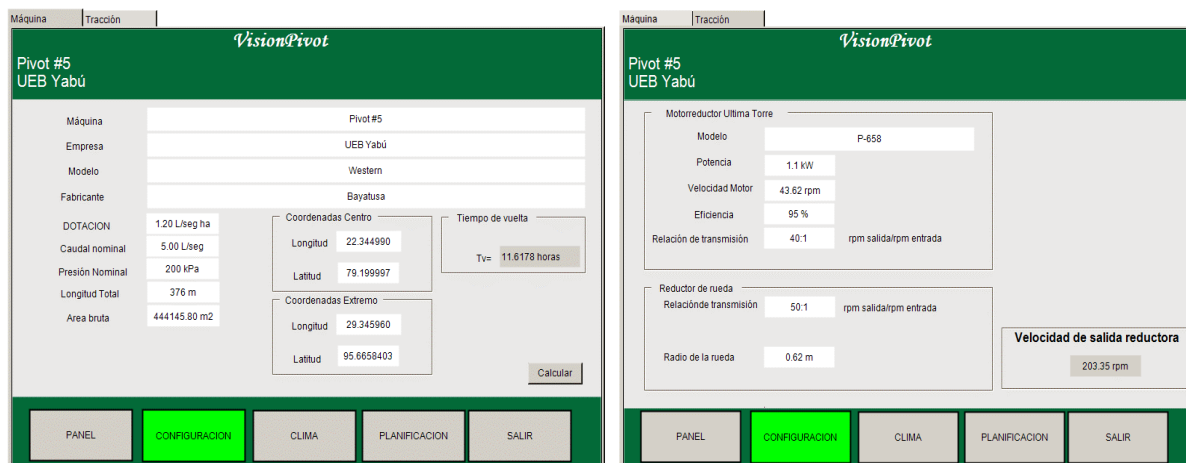 Máquina Tracción
VisionPivot
Pivot #5
UEB Yabú
Máquina Pivot #5
Empresa UEB Yabú
Modelo Western
Fabricante Bayatusa
DOTACION 1.20 L/seg ha
Caudal nominal 5.00 L/seg
Presión Nominal 200 kPa
Longitud Total 376 m
Area bruta 444145.80 m2
Coordenadas Centro
Longitud 22.344990
Latitud 79.199997
Coordenadas Extremo
Longitud 29.345960
Latitud 95.6658403
Tiempo de vuelta
Tv= 11.6178 horas
Calcular
PANEL CONFIGURACION CLIMA PLANIFICACION SALIR
Máquina Tracción
VisionPivot
Pivot #5
UEB Yabú
Motorreductor Ultima Torre
Modelo P-658
Potencia 1.1 kW
Velocidad Motor 43.62 rpm
Eficiencia 95 %
Relación de transmisión 40:1 rpm salida/rpm entrada
Reductor de rueda
Relaciónde transmisión 50:1 rpm salida/rpm entrada
Radio de la rueda 0.62 m
Velocidad de salida reductora
203.35 rpm
PANEL CONFIGURACION CLIMA PLANIFICACION SALIR